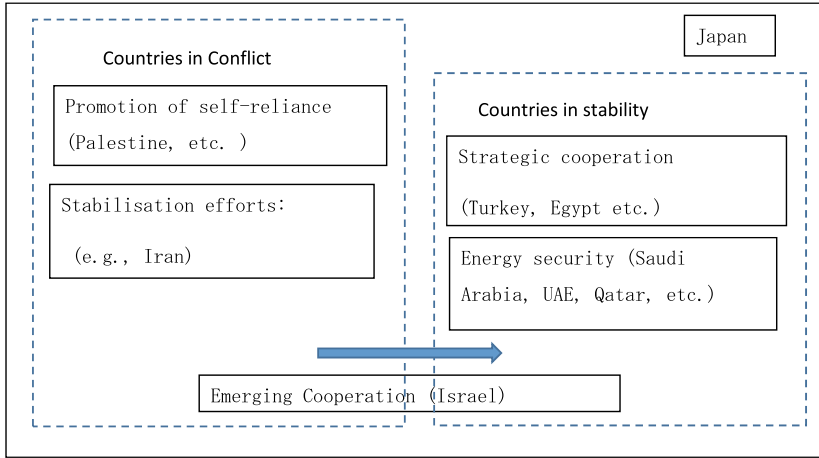 Japan
Countries in Conflict
Promotion of self-reliance
(Palestine, etc. )
Stabilisation efforts:
(e.g., Iran)
Countries in stability
Strategic cooperation
(Turkey, Egypt etc.)
Energy security (Saudi
Arabia, UAE, Qatar, etc.)
Emerging Cooperation (Israel)